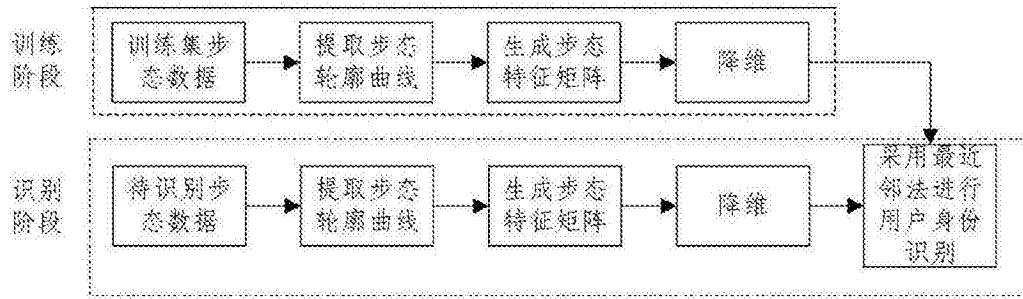 训练
阶段
训练集步
态数据
提取步态
轮廓曲线
生成步态
特征矩阵
降维
识别
阶段
待识别步
态数据
提取步态
轮廓曲线
生成步态
特征矩阵
降维
采用最近
邻法进行
用户身份
识别